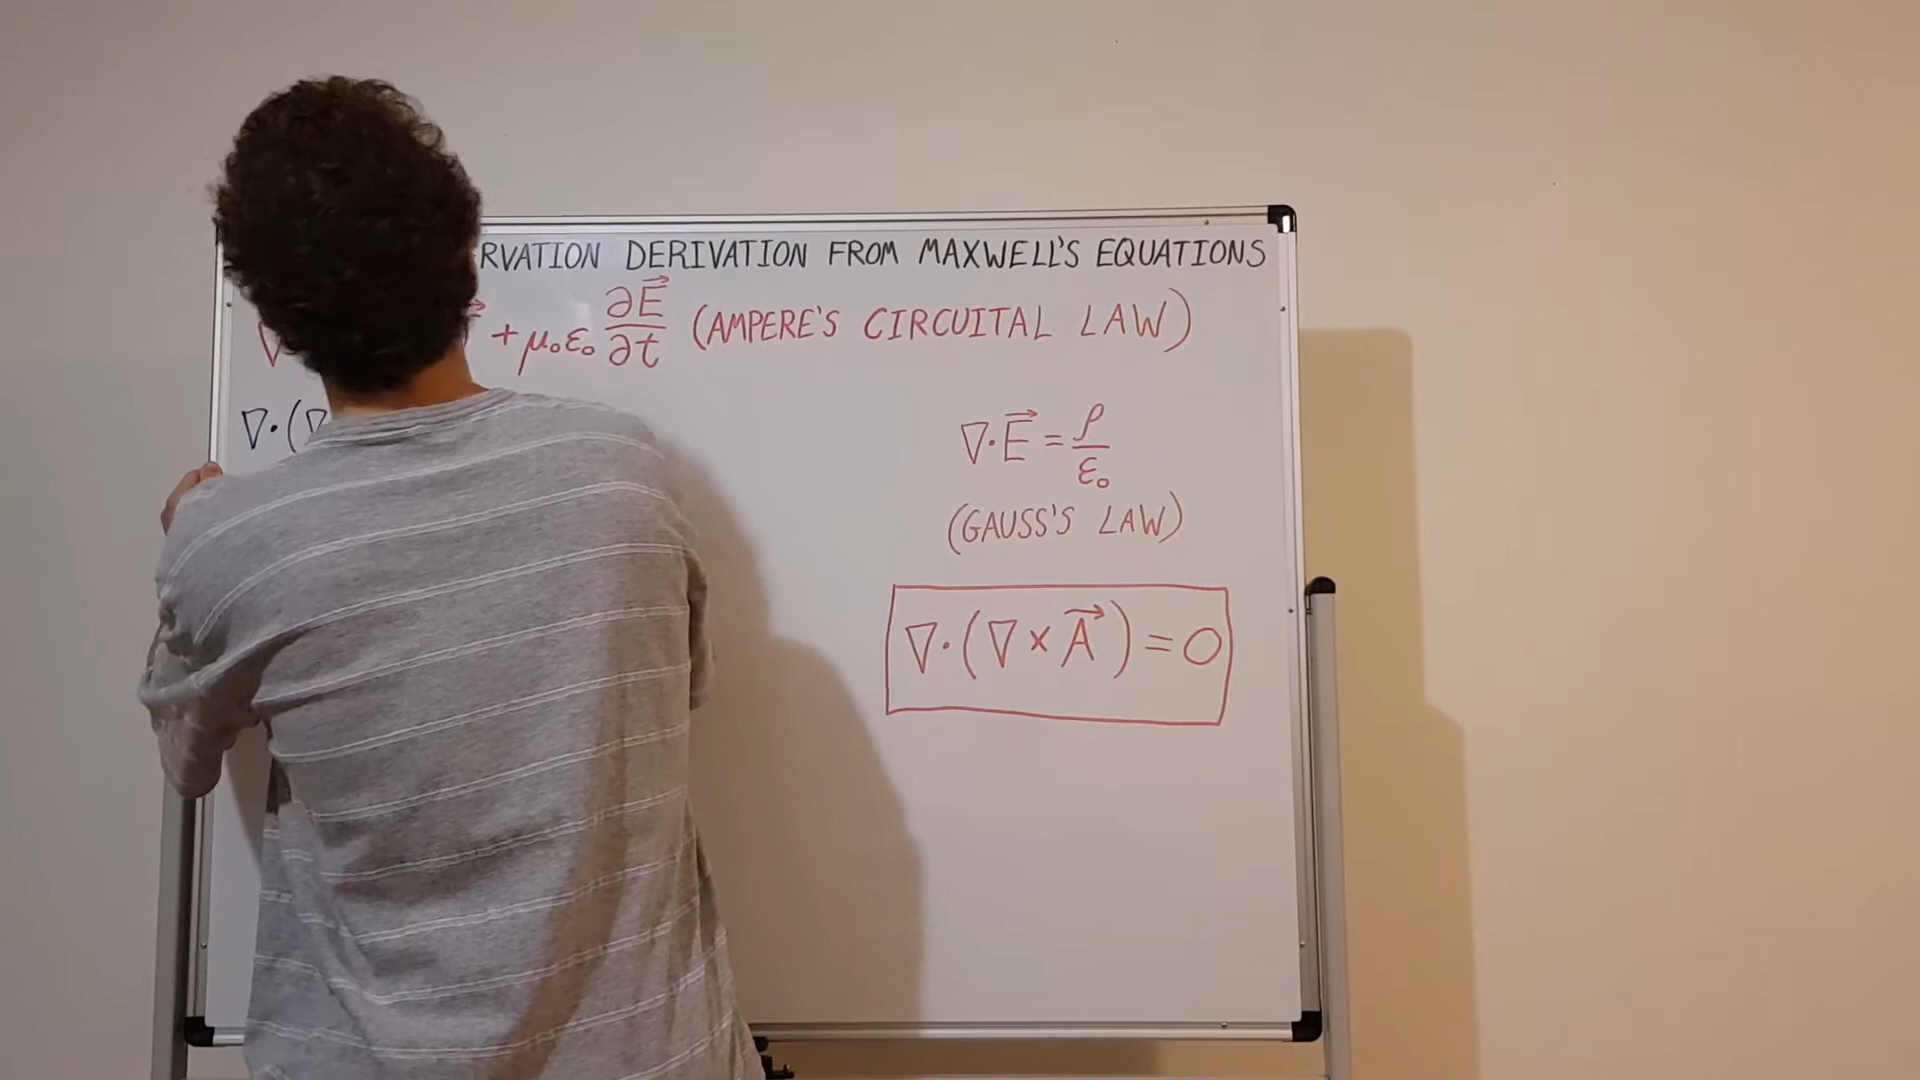 RVATION DERIVATION FROM MAXWELL'S EQUATIONS
∇ + μ₀ε₀ ∂E⃗/∂t (AMPERE'S CIRCUITAL LAW)
∇·(∇
∇·E⃗ = ρ/ε₀
(GAUSS'S LAW)
∇·(∇×A⃗) = 0